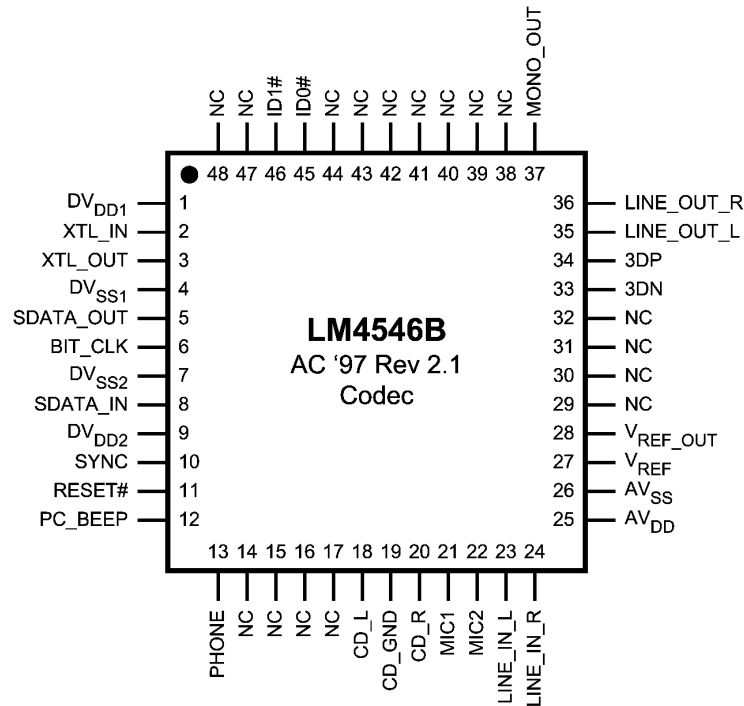 NC NC ID1# ID0# NC NC NC NC NC NC NC MONO_OUT
48 47 46 45 44 43 42 41 40 39 38 37
DVDD1 1
XTL_IN 2
XTL_OUT 3
DVSS1 4
SDATA_OUT 5
BIT_CLK 6
DVSS2 7
SDATA_IN 8
DVDD2 9
SYNC 10
RESET# 11
PC_BEEP 12
LM4546B
AC ‘97 Rev 2.1
Codec
36 LINE_OUT_R
35 LINE_OUT_L
34 3DP
33 3DN
32 NC
31 NC
30 NC
29 NC
28 VREF_OUT
27 VREF
26 AVSS
25 AVDD
13 14 15 16 17 18 19 20 21 22 23 24
PHONE NC NC NC NC CD_L CD_GND CD_R MIC1 MIC2 LINE_IN_L LINE_IN_R